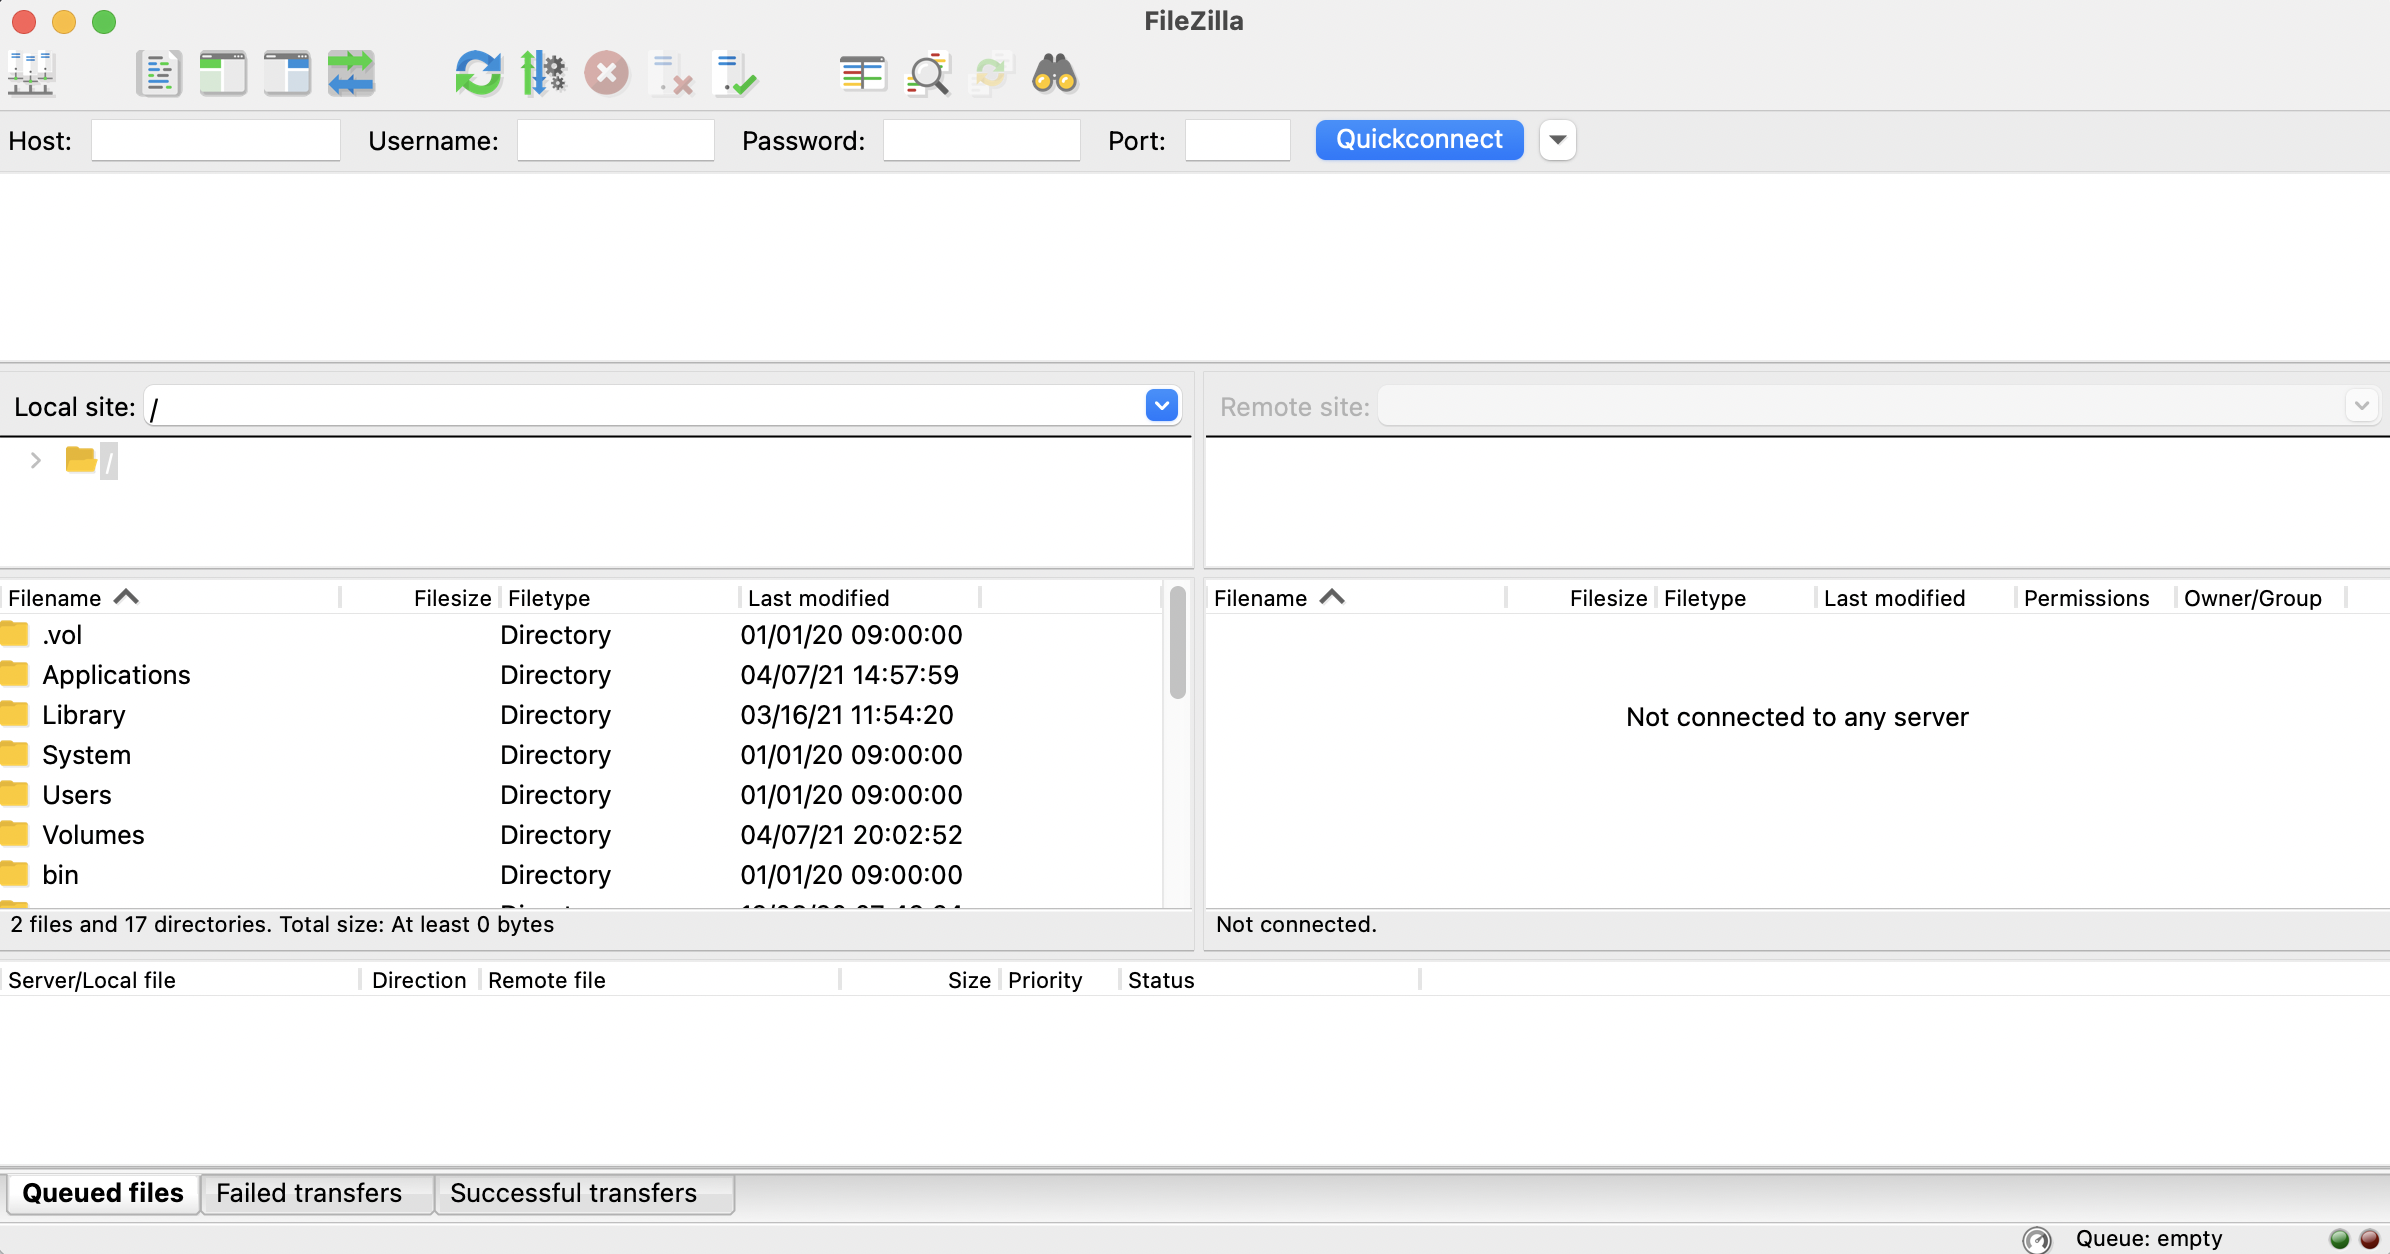 FileZilla
Host: Username: Password: Port: Quickconnect
Local site: /
Remote site:
/
Filename Filesize Filetype Last modified
.vol Directory 01/01/20 09:00:00
Applications Directory 04/07/21 14:57:59
Library Directory 03/16/21 11:54:20
System Directory 01/01/20 09:00:00
Users Directory 01/01/20 09:00:00
Volumes Directory 04/07/21 20:02:52
bin Directory 01/01/20 09:00:00
2 files and 17 directories. Total size: At least 0 bytes
Filename Filesize Filetype Last modified Permissions Owner/Group
Not connected to any server
Not connected.
Server/Local file Direction Remote file Size Priority Status
Queued files Failed transfers Successful transfers
Queue: empty